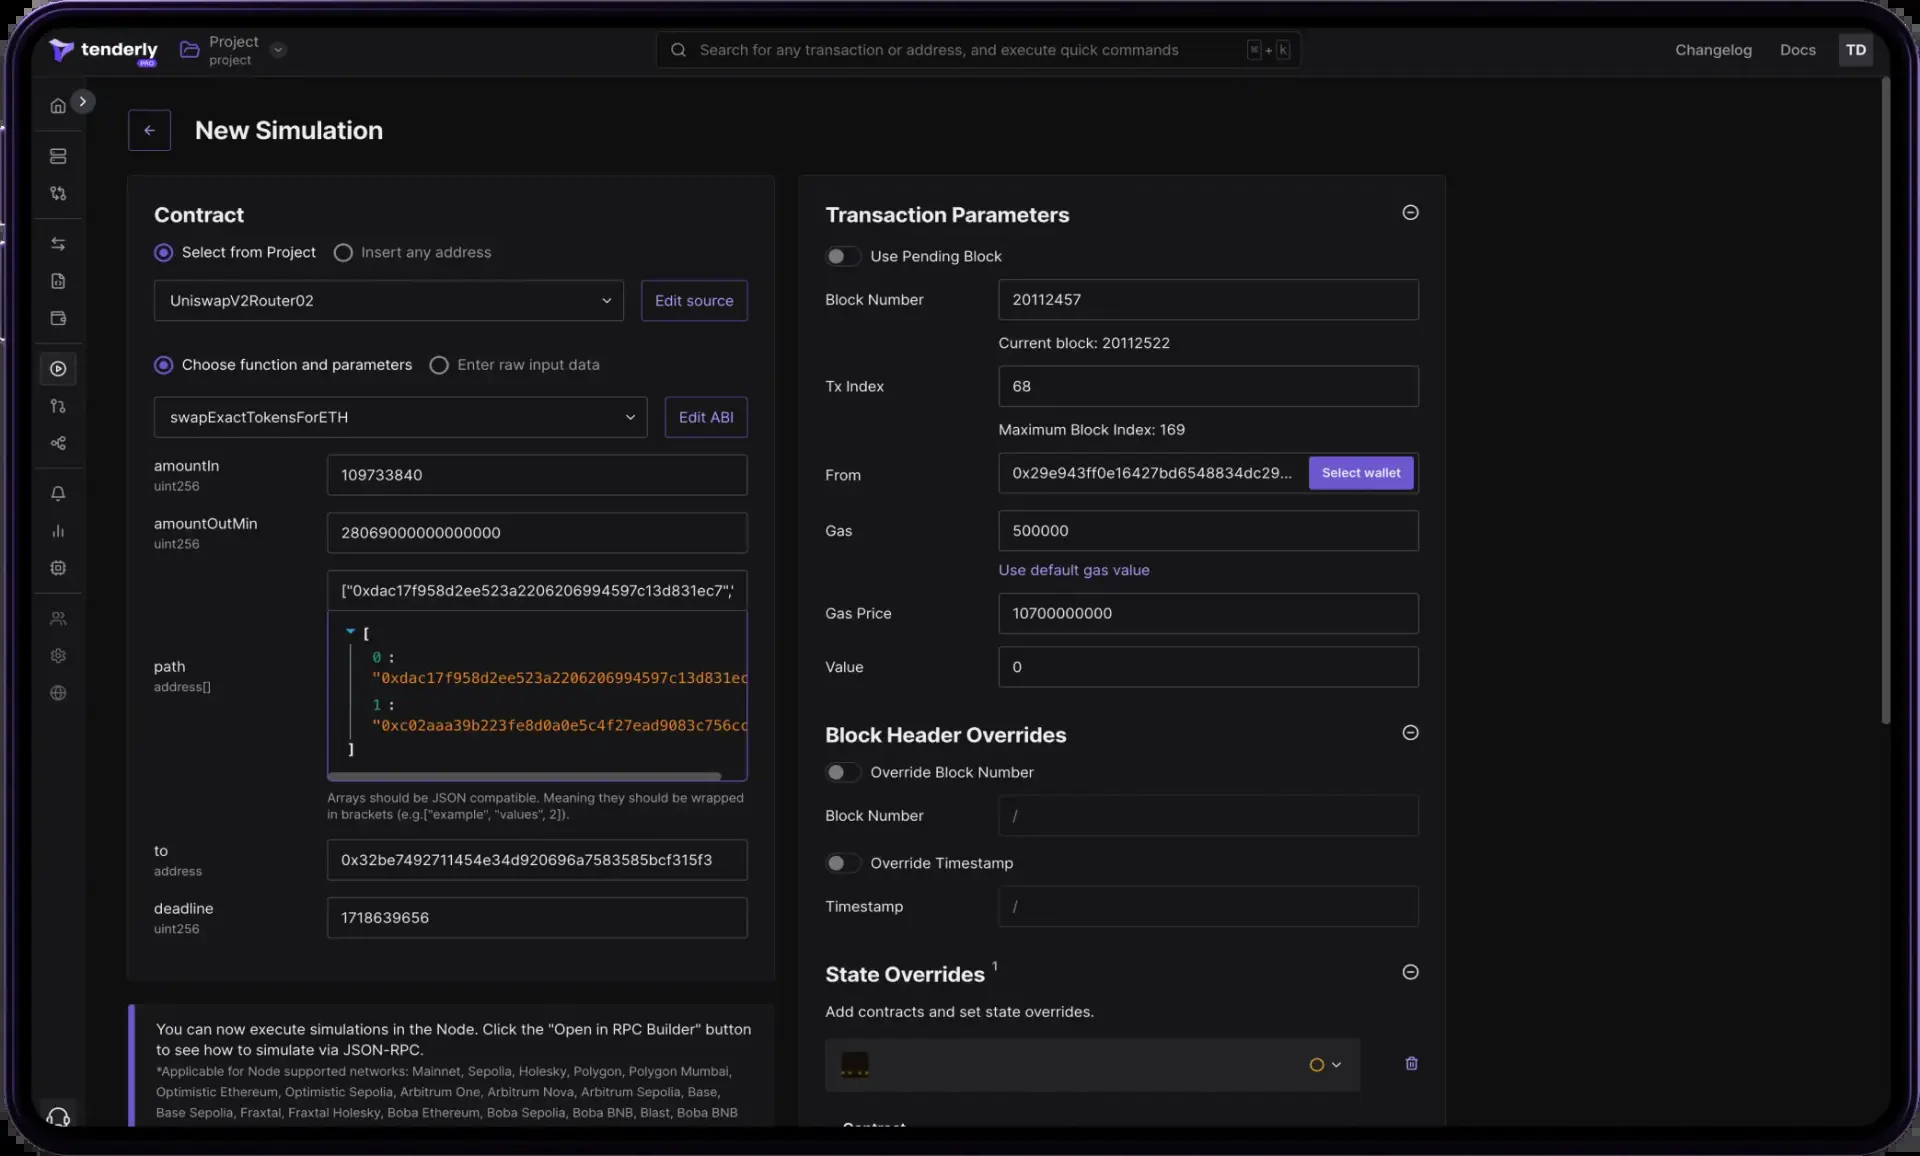 tenderly
PRO
Project
project
Search for any transaction or address, and execute quick commands
⌘ + k
Changelog
Docs
TD
New Simulation
Contract
Select from Project
Insert any address
UniswapV2Router02
Edit source
Choose function and parameters
Enter raw input data
swapExactTokensForETH
Edit ABI
amountIn
uint256
109733840
amountOutMin
uint256
28069000000000000
path
address[]
["0xdac17f958d2ee523a2206206994597c13d831ec7",'
[
0 :
"0xdac17f958d2ee523a2206206994597c13d831ec
1 :
"0xc02aaa39b223fe8d0a0e5c4f27ead9083c756cc
]
Arrays should be JSON compatible. Meaning they should be wrapped
in brackets (e.g.["example", "values", 2]).
to
address
0x32be7492711454e34d920696a7583585bcf315f3
deadline
uint256
1718639656
You can now execute simulations in the Node. Click the "Open in RPC Builder" button
to see how to simulate via JSON-RPC.
*Applicable for Node supported networks: Mainnet, Sepolia, Holesky, Polygon, Polygon Mumbai,
Optimistic Ethereum, Optimistic Sepolia, Arbitrum One, Arbitrum Nova, Arbitrum Sepolia, Base,
Base Sepolia, Fraxtal, Fraxtal Holesky, Boba Ethereum, Boba Sepolia, Boba BNB, Blast, Boba BNB
Transaction Parameters
Use Pending Block
Block Number
20112457
Current block: 20112522
Tx Index
68
Maximum Block Index: 169
From
0x29e943ff0e16427bd6548834dc29...
Select wallet
Gas
500000
Use default gas value
Gas Price
10700000000
Value
0
Block Header Overrides
Override Block Number
Block Number
/
Override Timestamp
Timestamp
/
State Overrides 1
Add contracts and set state overrides.
Contract